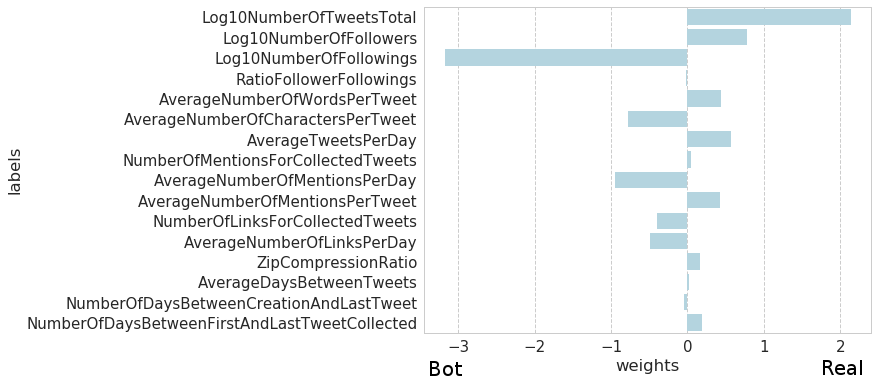 labels
Log10NumberOfTweetsTotal
Log10NumberOfFollowers
Log10NumberOfFollowings
RatioFollowerFollowings
AverageNumberOfWordsPerTweet
AverageNumberOfCharactersPerTweet
AverageTweetsPerDay
NumberOfMentionsForCollectedTweets
AverageNumberOfMentionsPerDay
AverageNumberOfMentionsPerTweet
NumberOfLinksForCollectedTweets
AverageNumberOfLinksPerDay
ZipCompressionRatio
AverageDaysBetweenTweets
NumberOfDaysBetweenCreationAndLastTweet
NumberOfDaysBetweenFirstAndLastTweetCollected
−3 −2 −1 0 1 2
weights
Bot Real